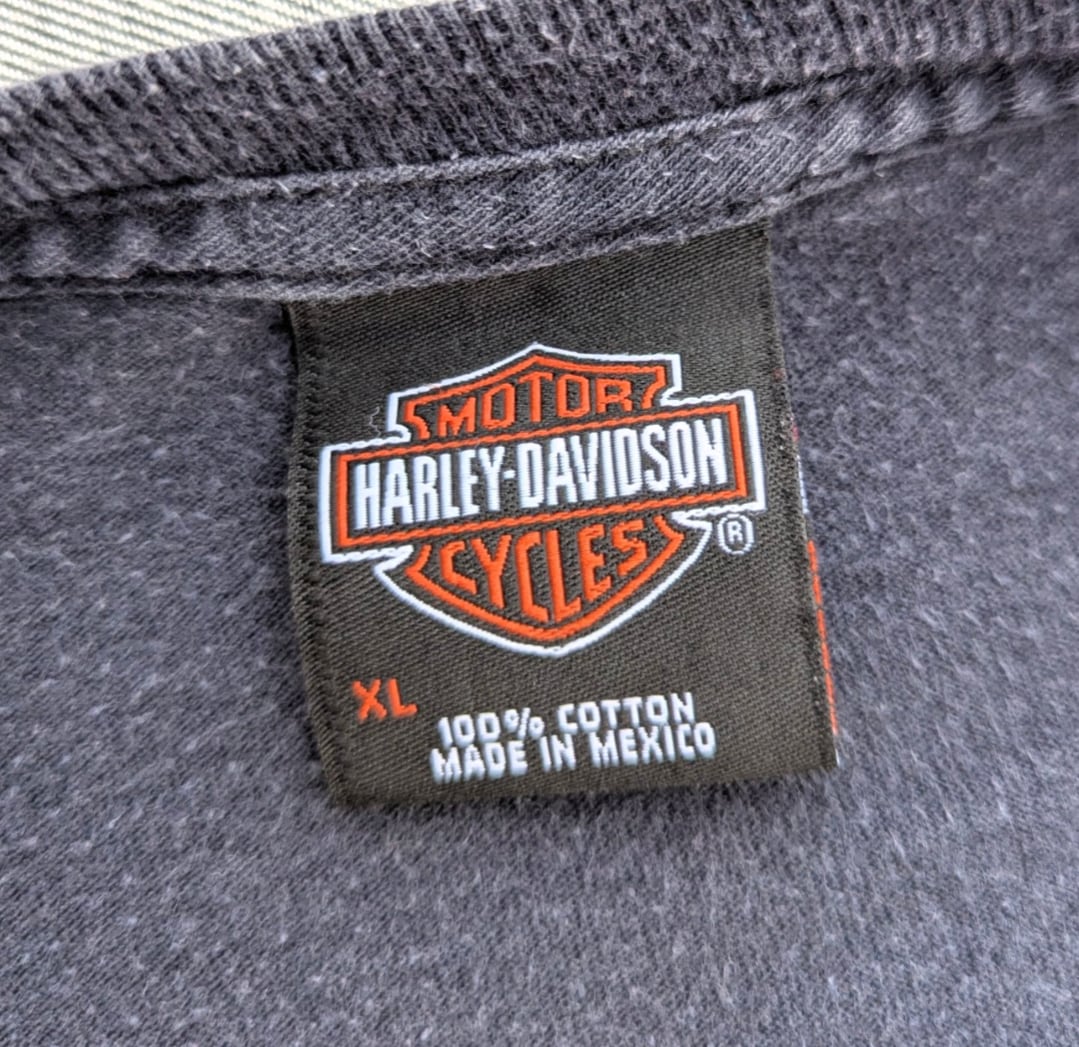 MOTOR
HARLEY-DAVIDSON
CYCLES
®
XL
100% COTTON
MADE IN MEXICO